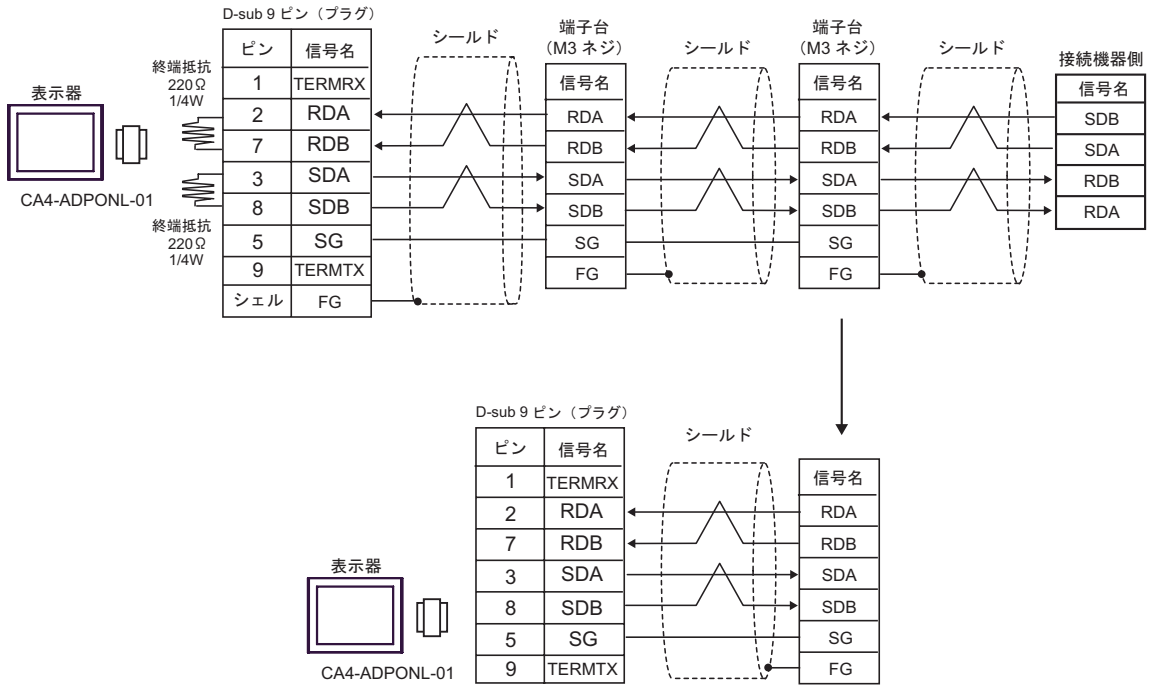 D-sub 9 ピン（プラグ）
ピン 信号名
1 TERMRX
2 RDA
7 RDB
3 SDA
8 SDB
5 SG
9 TERMTX
シェル FG
終端抵抗
220Ω
1/4W
終端抵抗
220Ω
1/4W
表示器
CA4-ADPONL-01
シールド
端子台
（M3 ネジ）
信号名
RDA
RDB
SDA
SDB
SG
FG
シールド
端子台
（M3 ネジ）
信号名
RDA
RDB
SDA
SDB
SG
FG
シールド
接続機器側
信号名
SDB
SDA
RDB
RDA
表示器
CA4-ADPONL-01
D-sub 9 ピン（プラグ）
ピン 信号名
1 TERMRX
2 RDA
7 RDB
3 SDA
8 SDB
5 SG
9 TERMTX
シールド
信号名
RDA
RDB
SDA
SDB
SG
FG